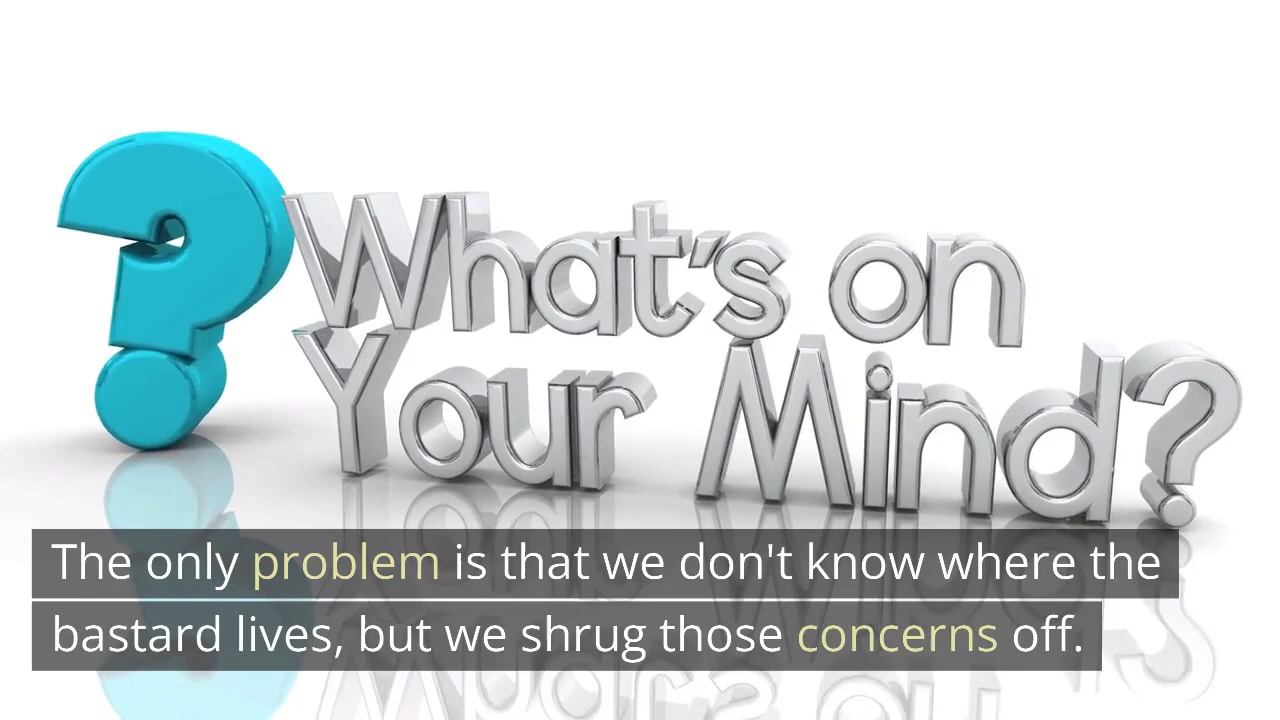 ?
What's on
Your Mind?
The only problem is that we don't know where the
bastard lives, but we shrug those concerns off.